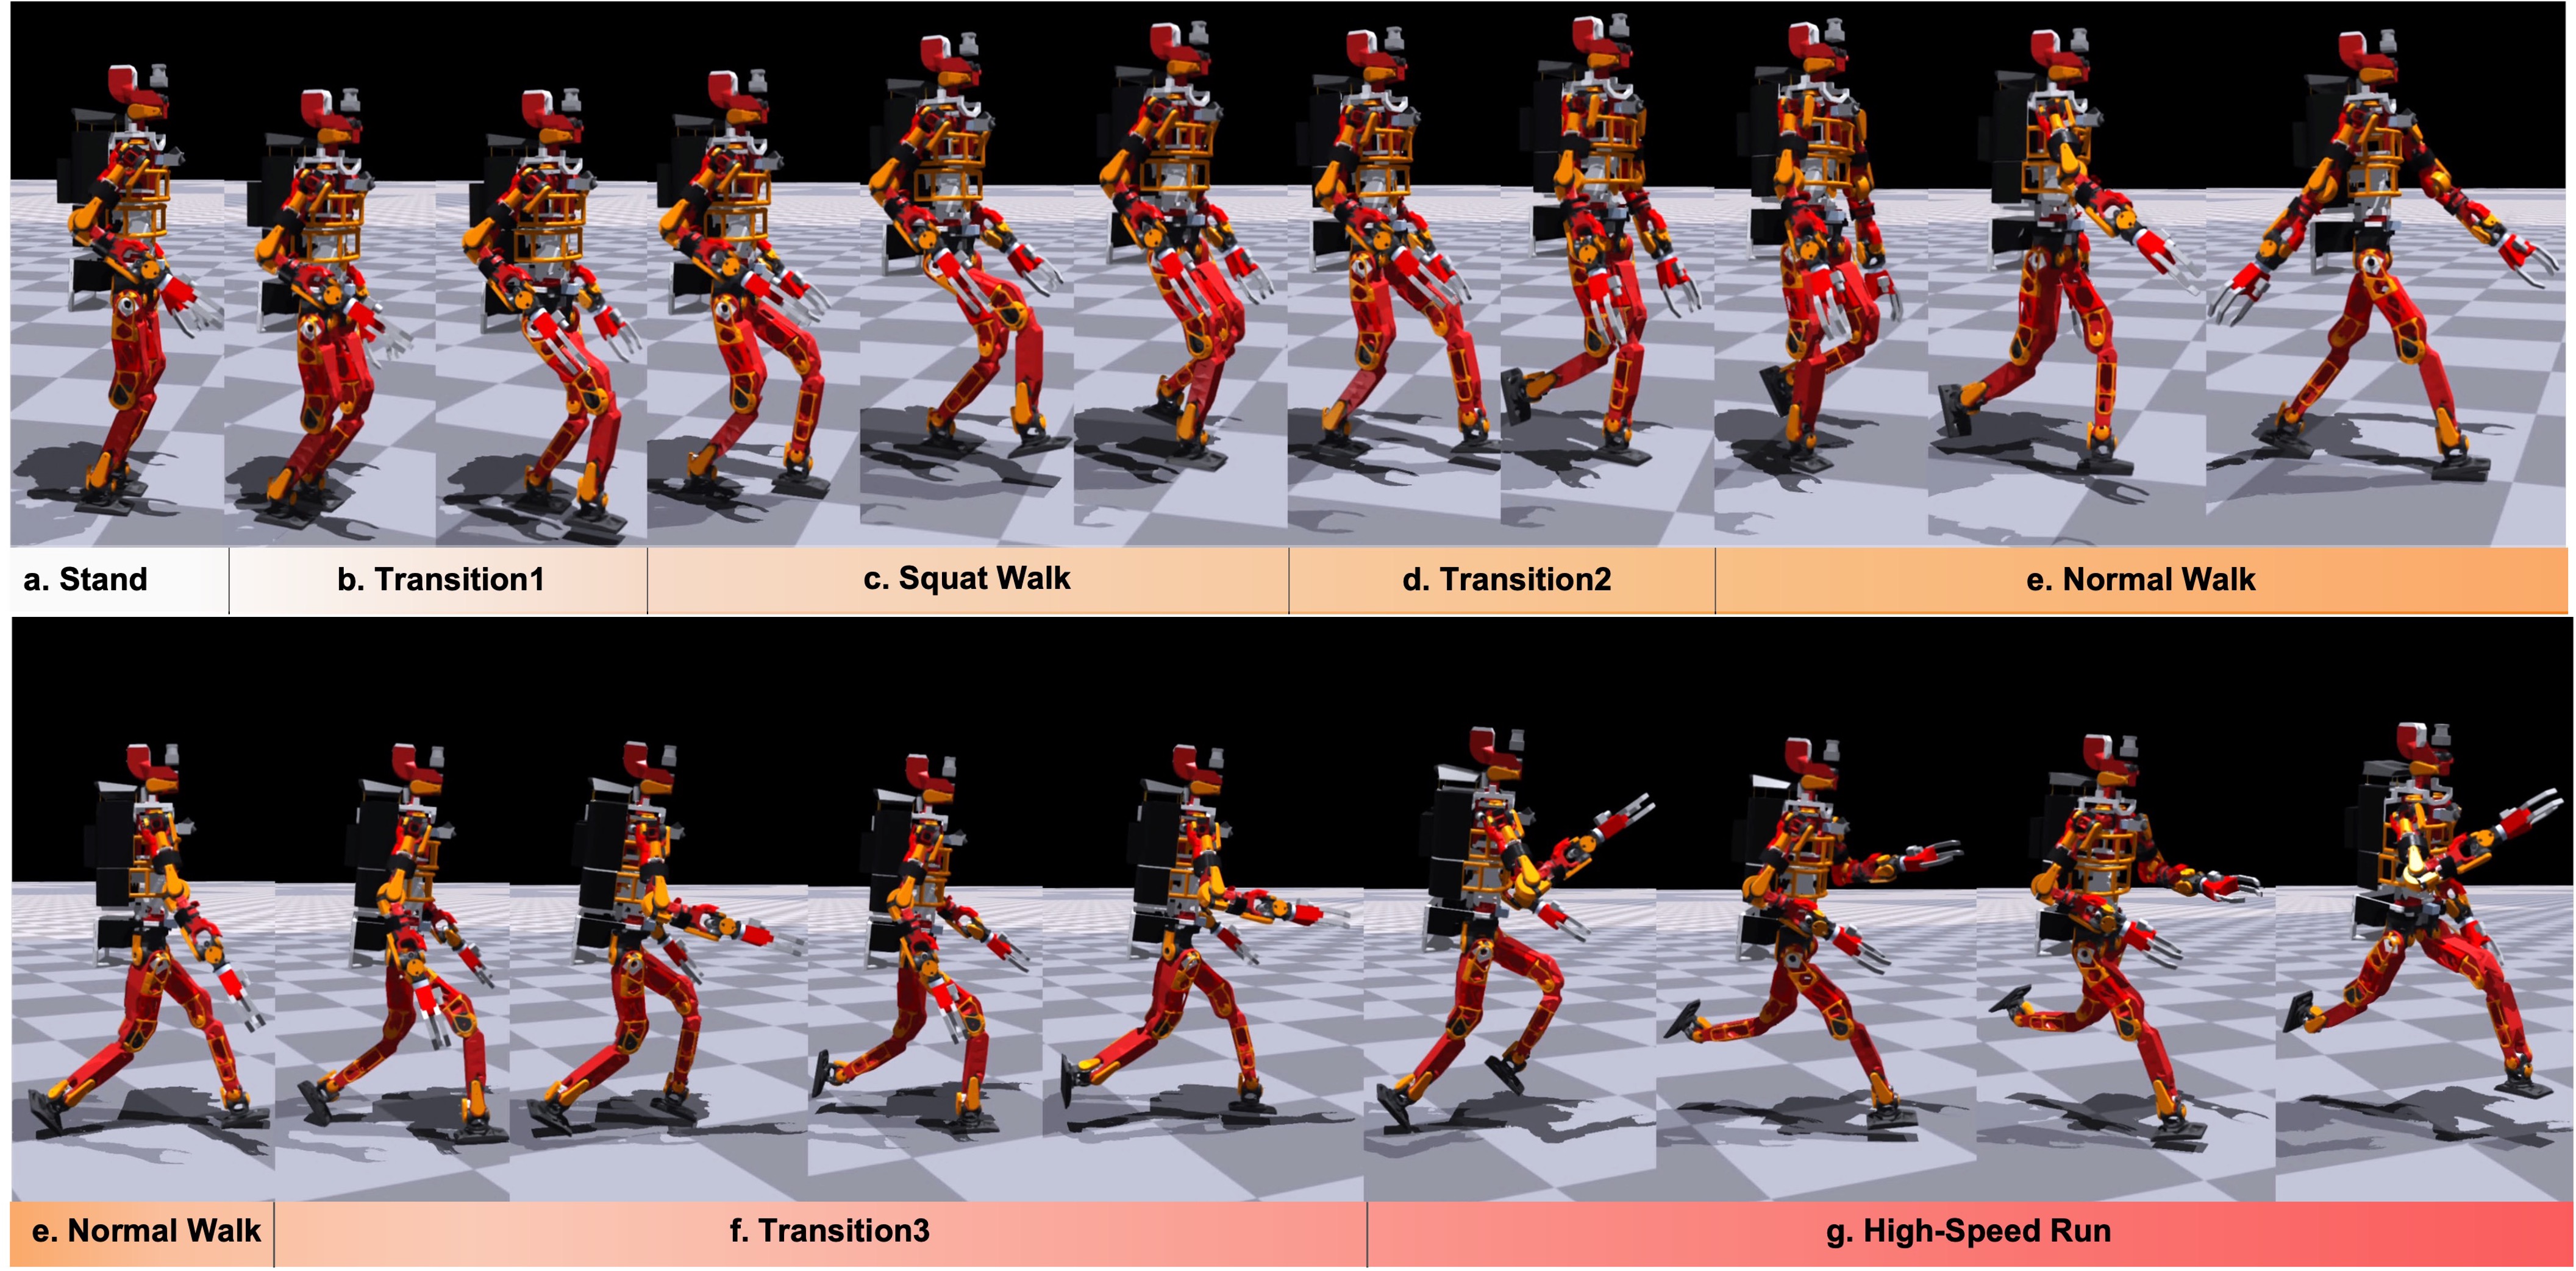 a. Stand
b. Transition1
c. Squat Walk
d. Transition2
e. Normal Walk
e. Normal Walk
f. Transition3
g. High-Speed Run